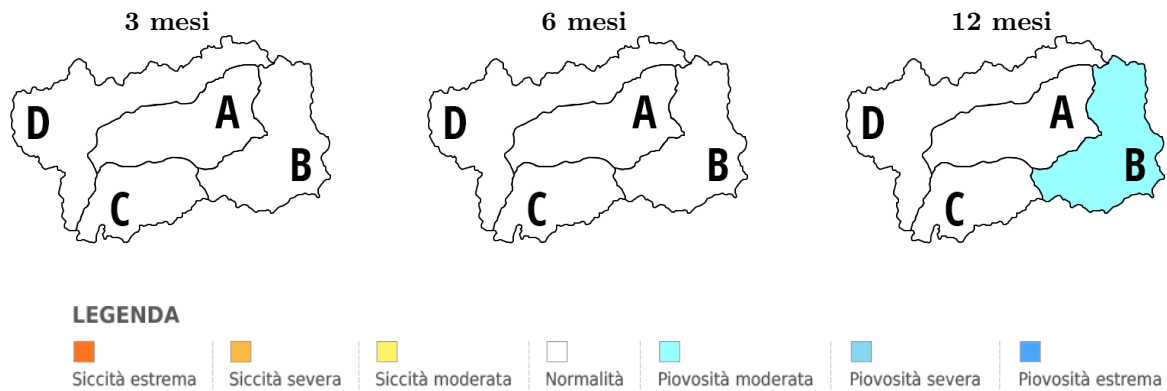 3 mesi 6 mesi 12 mesi
A A A
D D D
B B B
C C C
LEGENDA
Siccità estrema Siccità severa Siccità moderata Normalità Piovosità moderata Piovosità severa Piovosità estrema